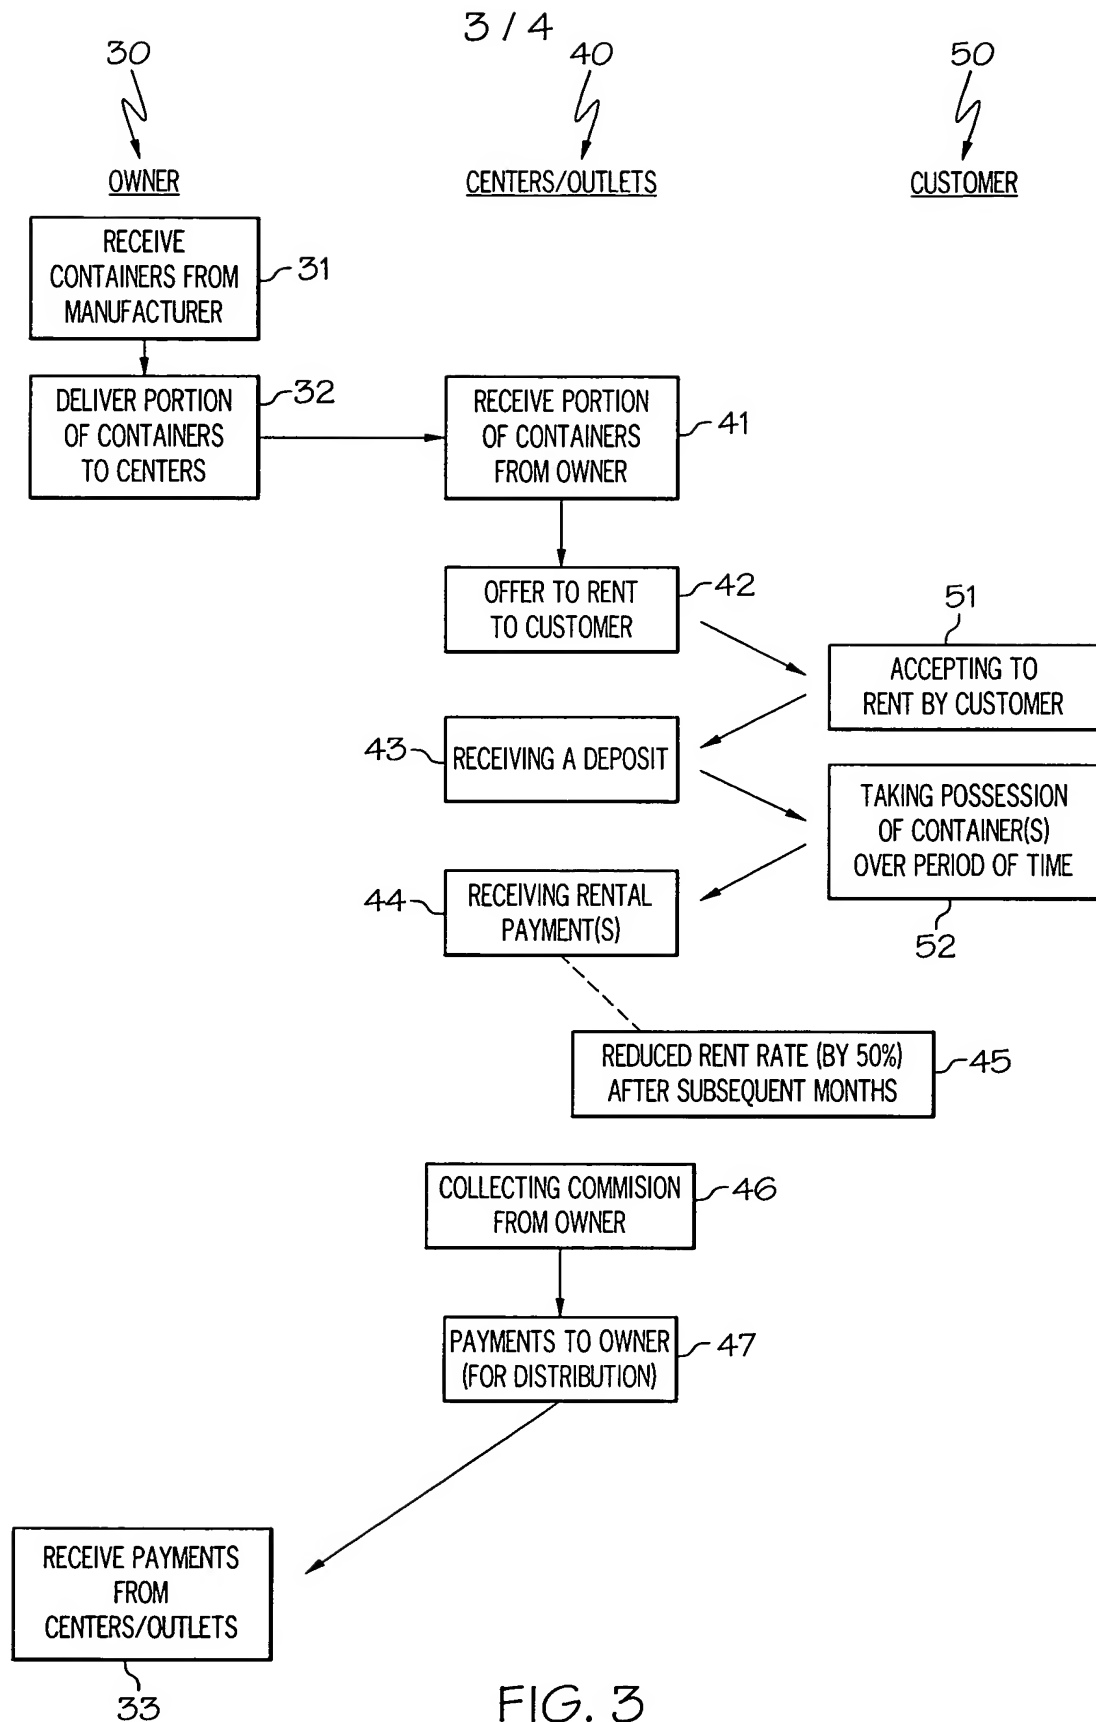 3/4
30
40
50
OWNER
CENTERS/OUTLETS
CUSTOMER
RECEIVE
CONTAINERS FROM
MANUFACTURER
31
DELIVER PORTION
OF CONTAINERS
TO CENTERS
32
RECEIVE PORTION
OF CONTAINERS
FROM OWNER
41
OFFER TO RENT
TO CUSTOMER
42
51
ACCEPTING TO
RENT BY CUSTOMER
43
RECEIVING A DEPOSIT
TAKING POSSESSION
OF CONTAINER(S)
OVER PERIOD OF TIME
52
44
RECEIVING RENTAL
PAYMENT(S)
REDUCED RENT RATE (BY 50%)
AFTER SUBSEQUENT MONTHS
45
COLLECTING COMMISION
FROM OWNER
46
PAYMENTS TO OWNER
(FOR DISTRIBUTION)
47
RECEIVE PAYMENTS
FROM
CENTERS/OUTLETS
33
FIG. 3